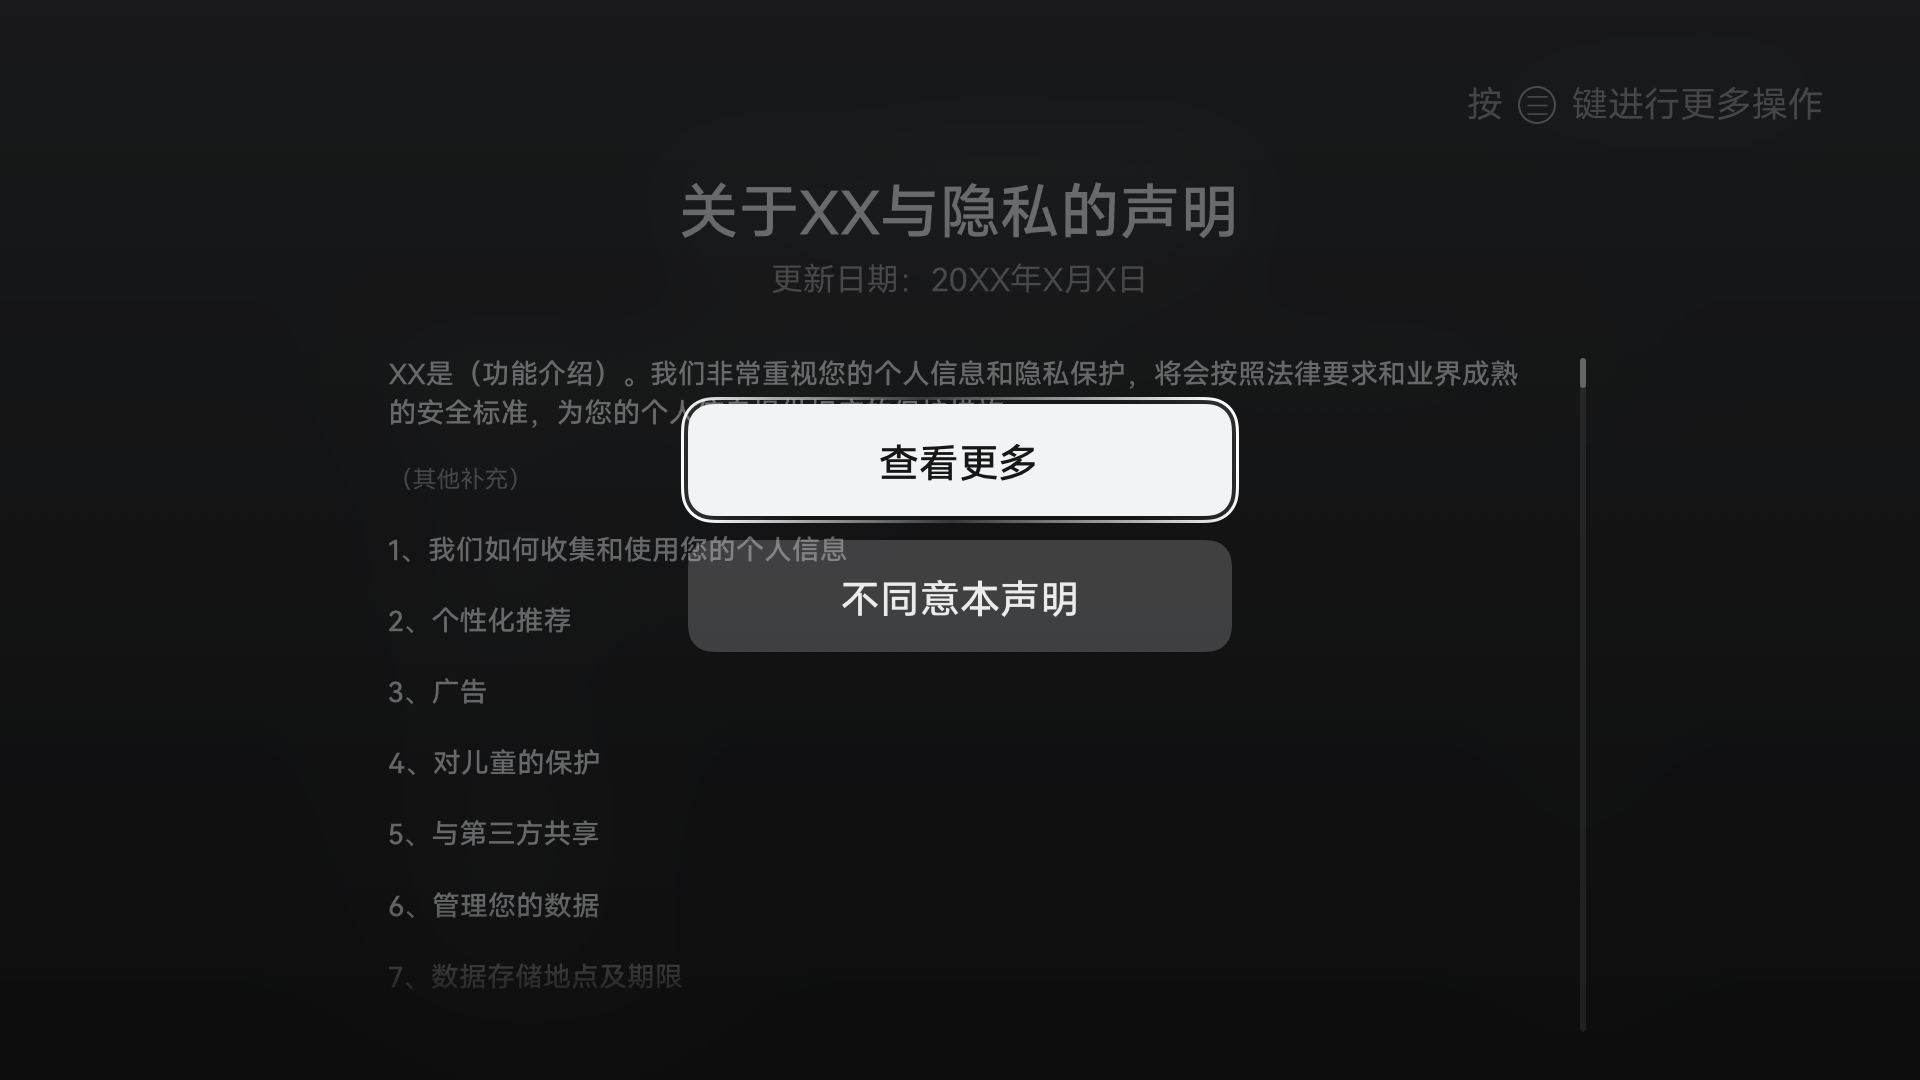 按 键进行更多操作
关于XX与隐私的声明
更新日期：20XX年X月X日
XX是（功能介绍）。我们非常重视您的个人信息和隐私保护，将会按照法律要求和业界成熟
的安全标准，为您的个人
查看更多
（其他补充）
1、我们如何收集和使用您的个人信息
不同意本声明
2、个性化推荐
3、广告
4、对儿童的保护
5、与第三方共享
6、管理您的数据
7、数据存储地点及期限